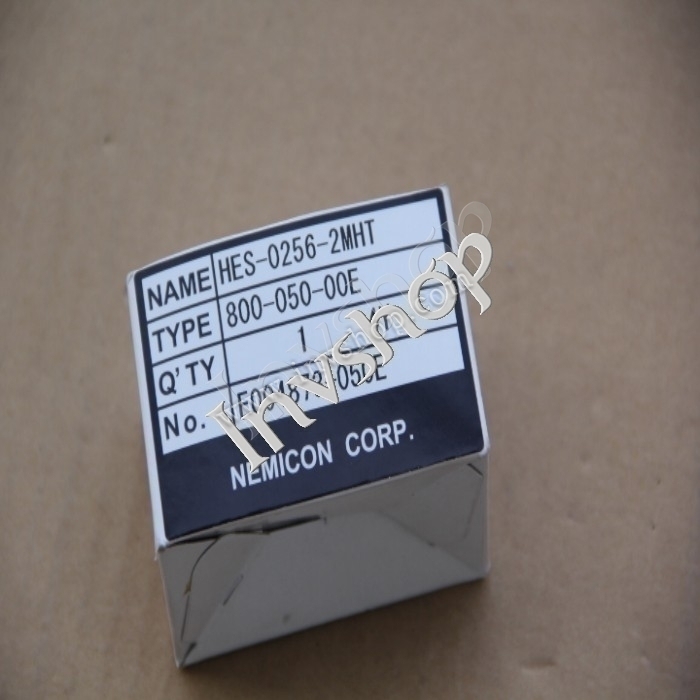 NAME HES-0256-2MHT
TYPE 800-050-00E
Q'TY 1
No.
NEMICON CORP.
Invshop